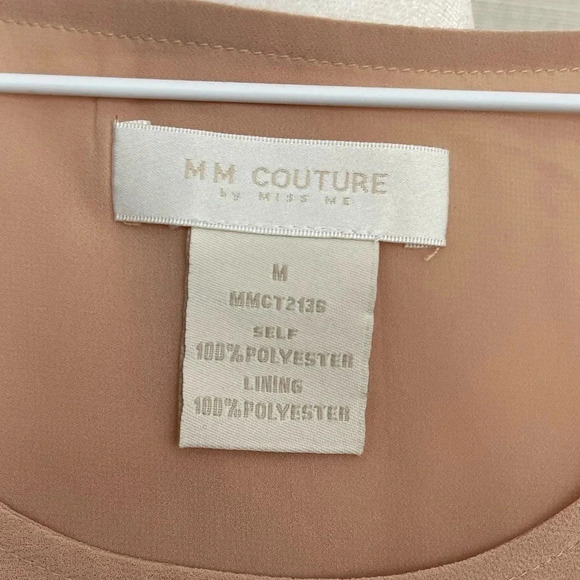 MM COUTURE
by MISS ME
M
MMCT2136
SELF
100%POLYESTER
LINING
100%POLYESTER